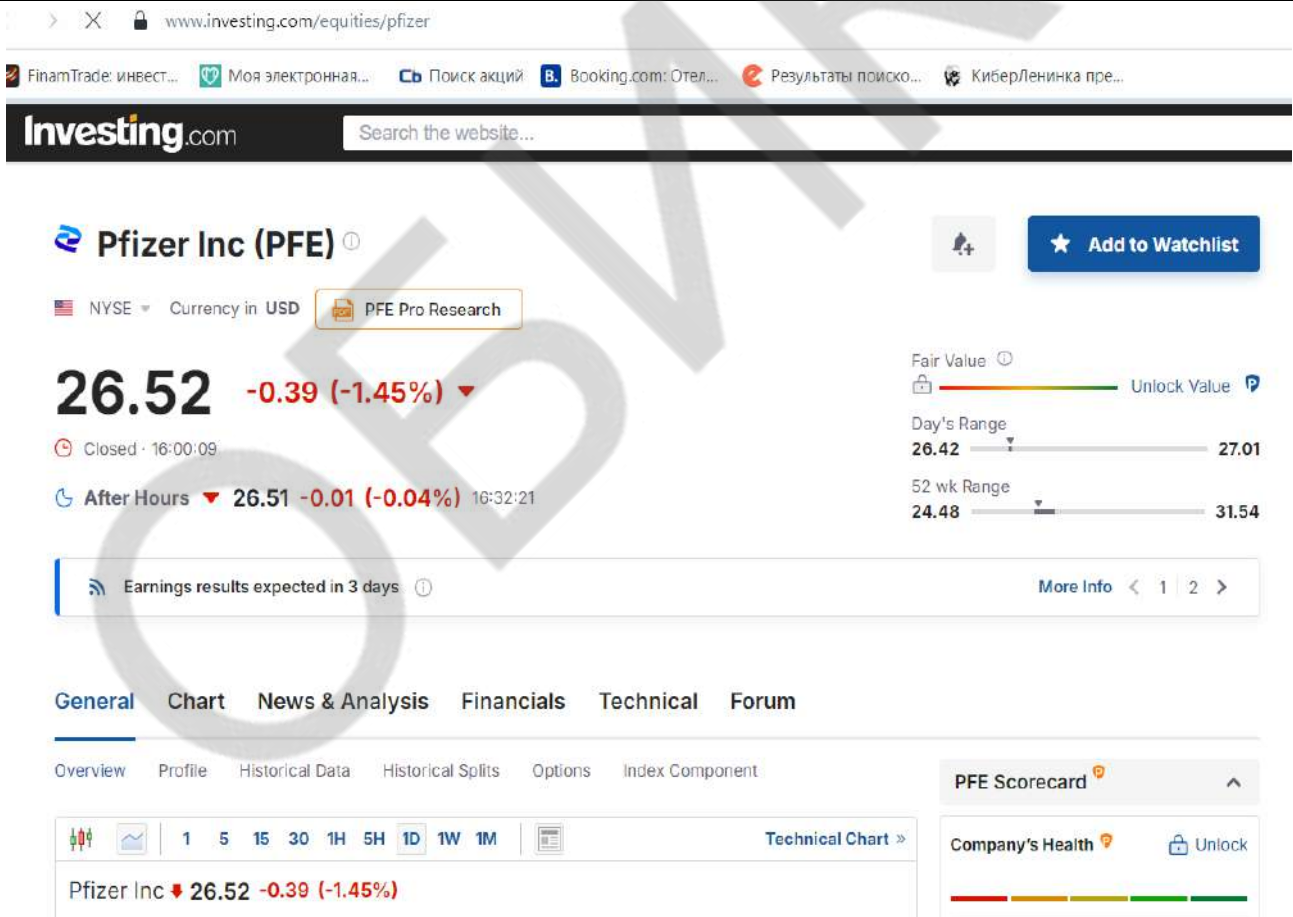 www.investing.com/equities/pfizer
FinamTrade: инвест... Моя электронная... Сь Поиск акций B. Booking.com: Отел... Результаты поиско... КиберЛенинка пре...
Investing.com Search the website...
Pfizer Inc (PFE)
Add to Watchlist
NYSE Currency in USD PFE Pro Research
Fair Value
Unlock Value
26.52 -0.39 (-1.45%)
Day's Range
26.42 27.01
Closed · 16:00:09
52 wk Range
24.48 31.54
After Hours 26.51 -0.01 (-0.04%) 16:32:21
Earnings results expected in 3 days More Info 1 2
General Chart News & Analysis Financials Technical Forum
Overview Profile Historical Data Historical Splits Options Index Component
PFE Scorecard
1 5 15 30 1H 5H 1D 1W 1M Technical Chart »
Company's Health Unlock
Pfizer Inc 26.52 -0.39 (-1.45%)